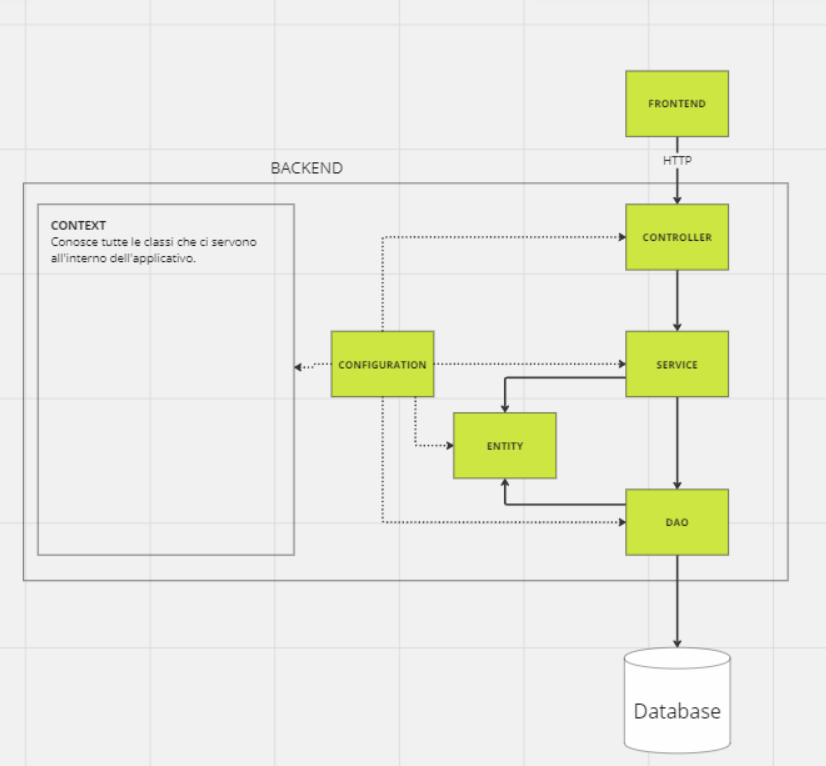 FRONTEND
HTTP
BACKEND
CONTEXT
Conosce tutte le classi che ci servono
all'interno dell'applicativo.
CONTROLLER
CONFIGURATION
SERVICE
ENTITY
DAO
Database